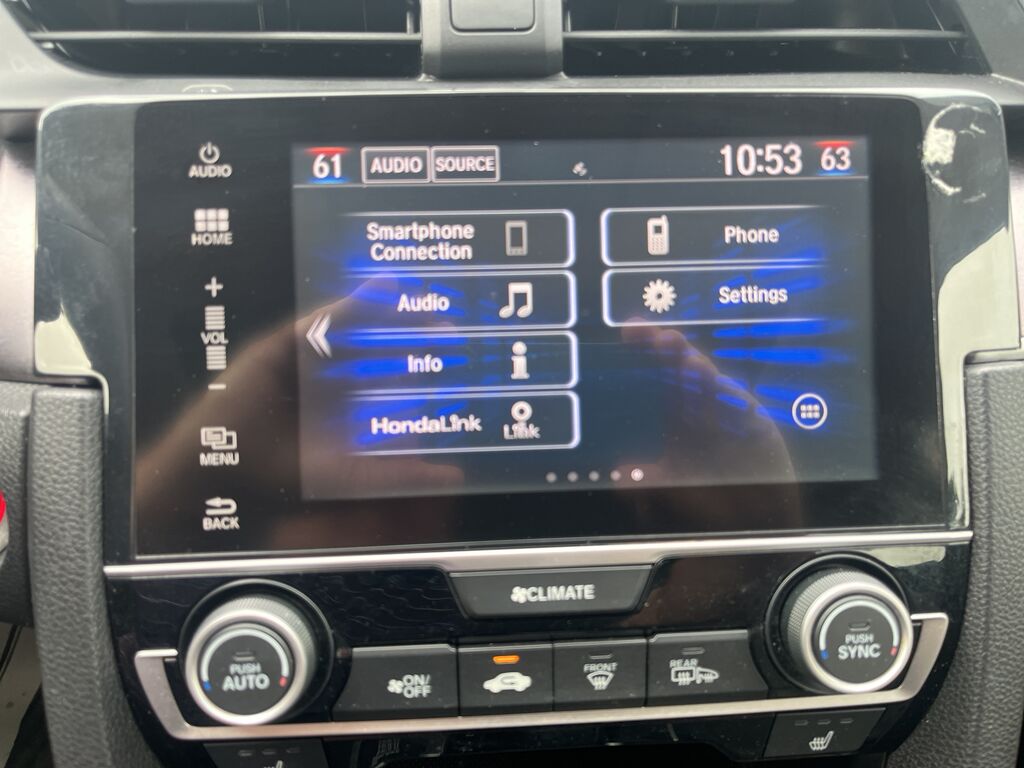 AUDIO
HOME
+
VOL
-
MENU
BACK
61 AUDIO SOURCE 10:53 63
Smartphone
Connection
Phone
Audio
Settings
Info
HondaLink
Link
CLIMATE
PUSH
AUTO
ON/
OFF
FRONT
REAR
PUSH
SYNC